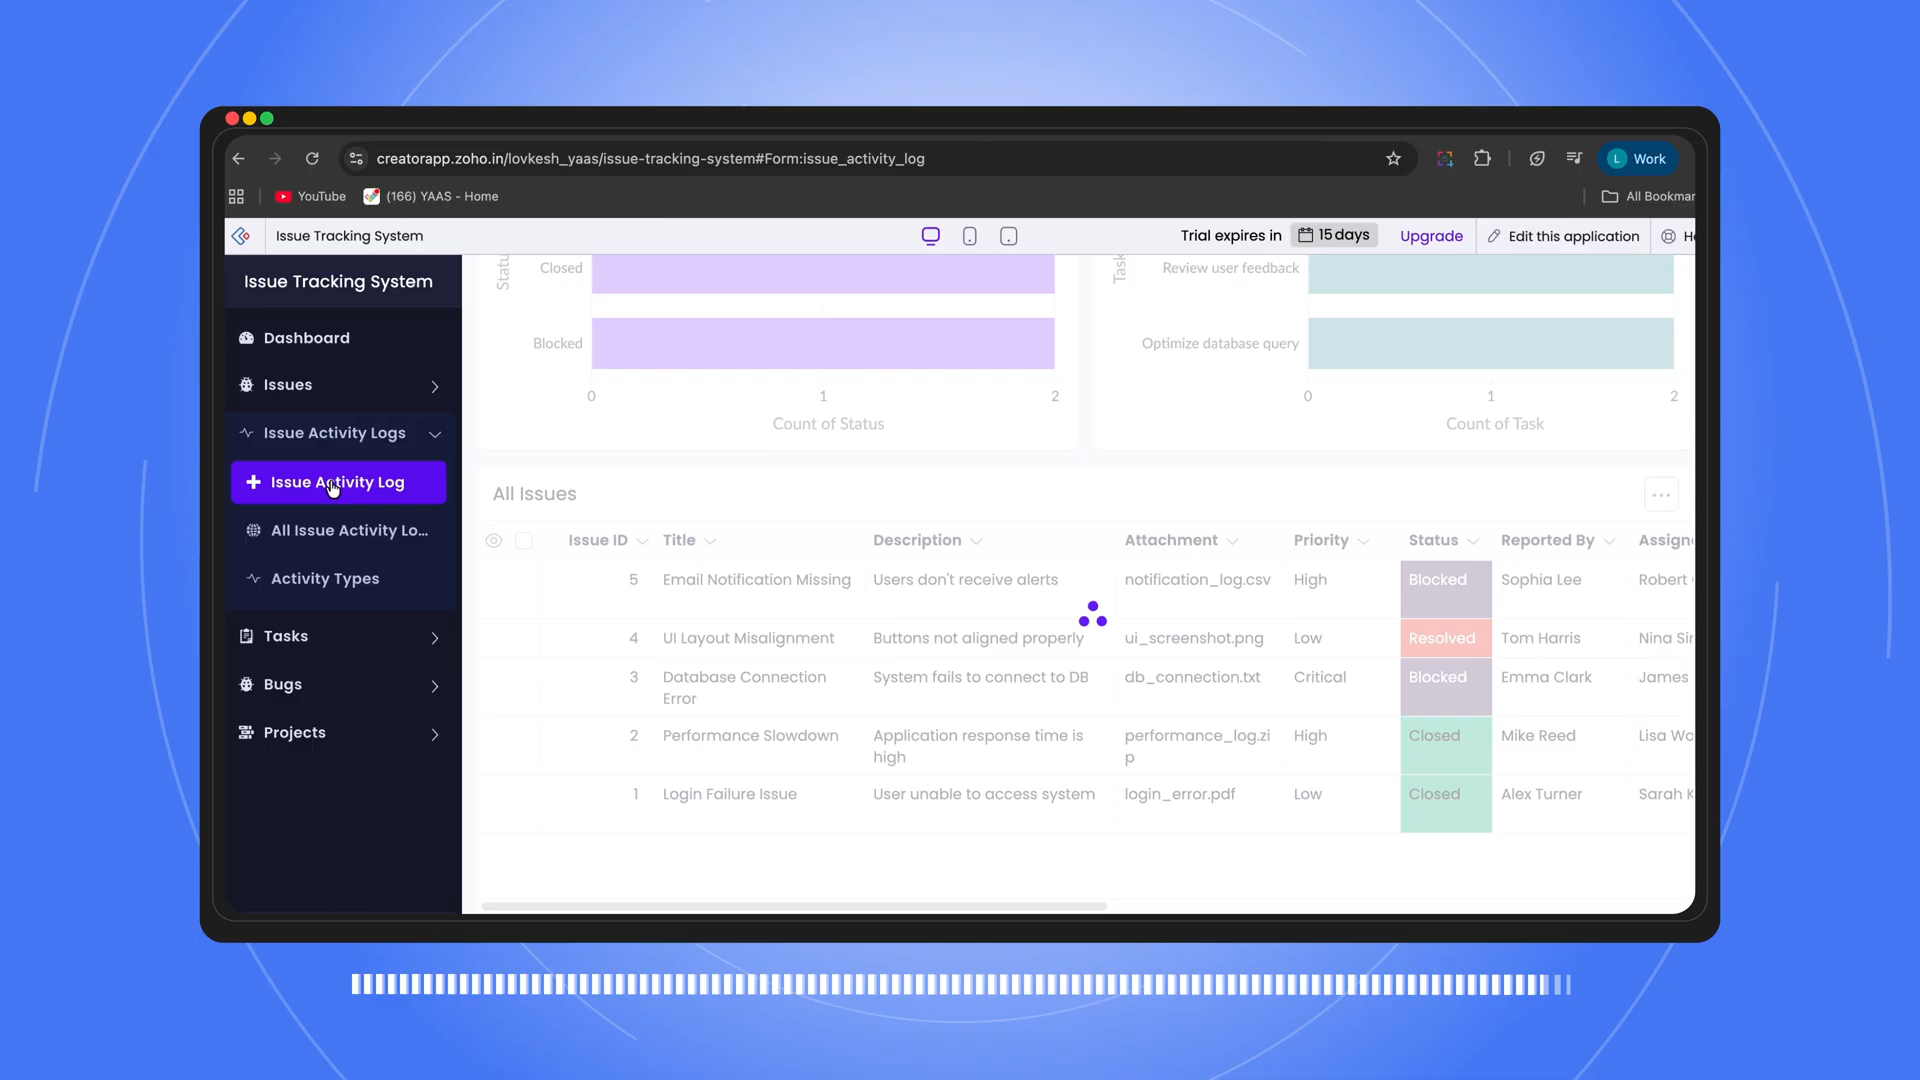 creatorapp.zoho.in/lovkesh_yaas/issue-tracking-system#Form:issue_activity_log
L Work
YouTube
(166) YAAS - Home
All Bookmar
Issue Tracking System
Trial expires in 15 days
Upgrade
Edit this application
Issue Tracking System
Dashboard
Issues
Issue Activity Logs
Issue Activity Log
All Issue Activity Lo...
Activity Types
Tasks
Bugs
Projects
Statu
Closed
Blocked
0 1 2
Count of Status
Task
Review user feedback
Optimize database query
0 1 2
Count of Task
All Issues
Issue ID Title Description Attachment Priority Status Reported By Assign
5 Email Notification Missing Users don't receive alerts notification_log.csv High Blocked Sophia Lee Robert
4 UI Layout Misalignment Buttons not aligned properly ui_screenshot.png Low Resolved Tom Harris Nina Sir
3 Database Connection System fails to connect to DB db_connection.txt Critical Blocked Emma Clark James
Error
2 Performance Slowdown Application response time is performance_log.zi High Closed Mike Reed Lisa Wo
high p
1 Login Failure Issue User unable to access system login_error.pdf Low Closed Alex Turner Sarah K